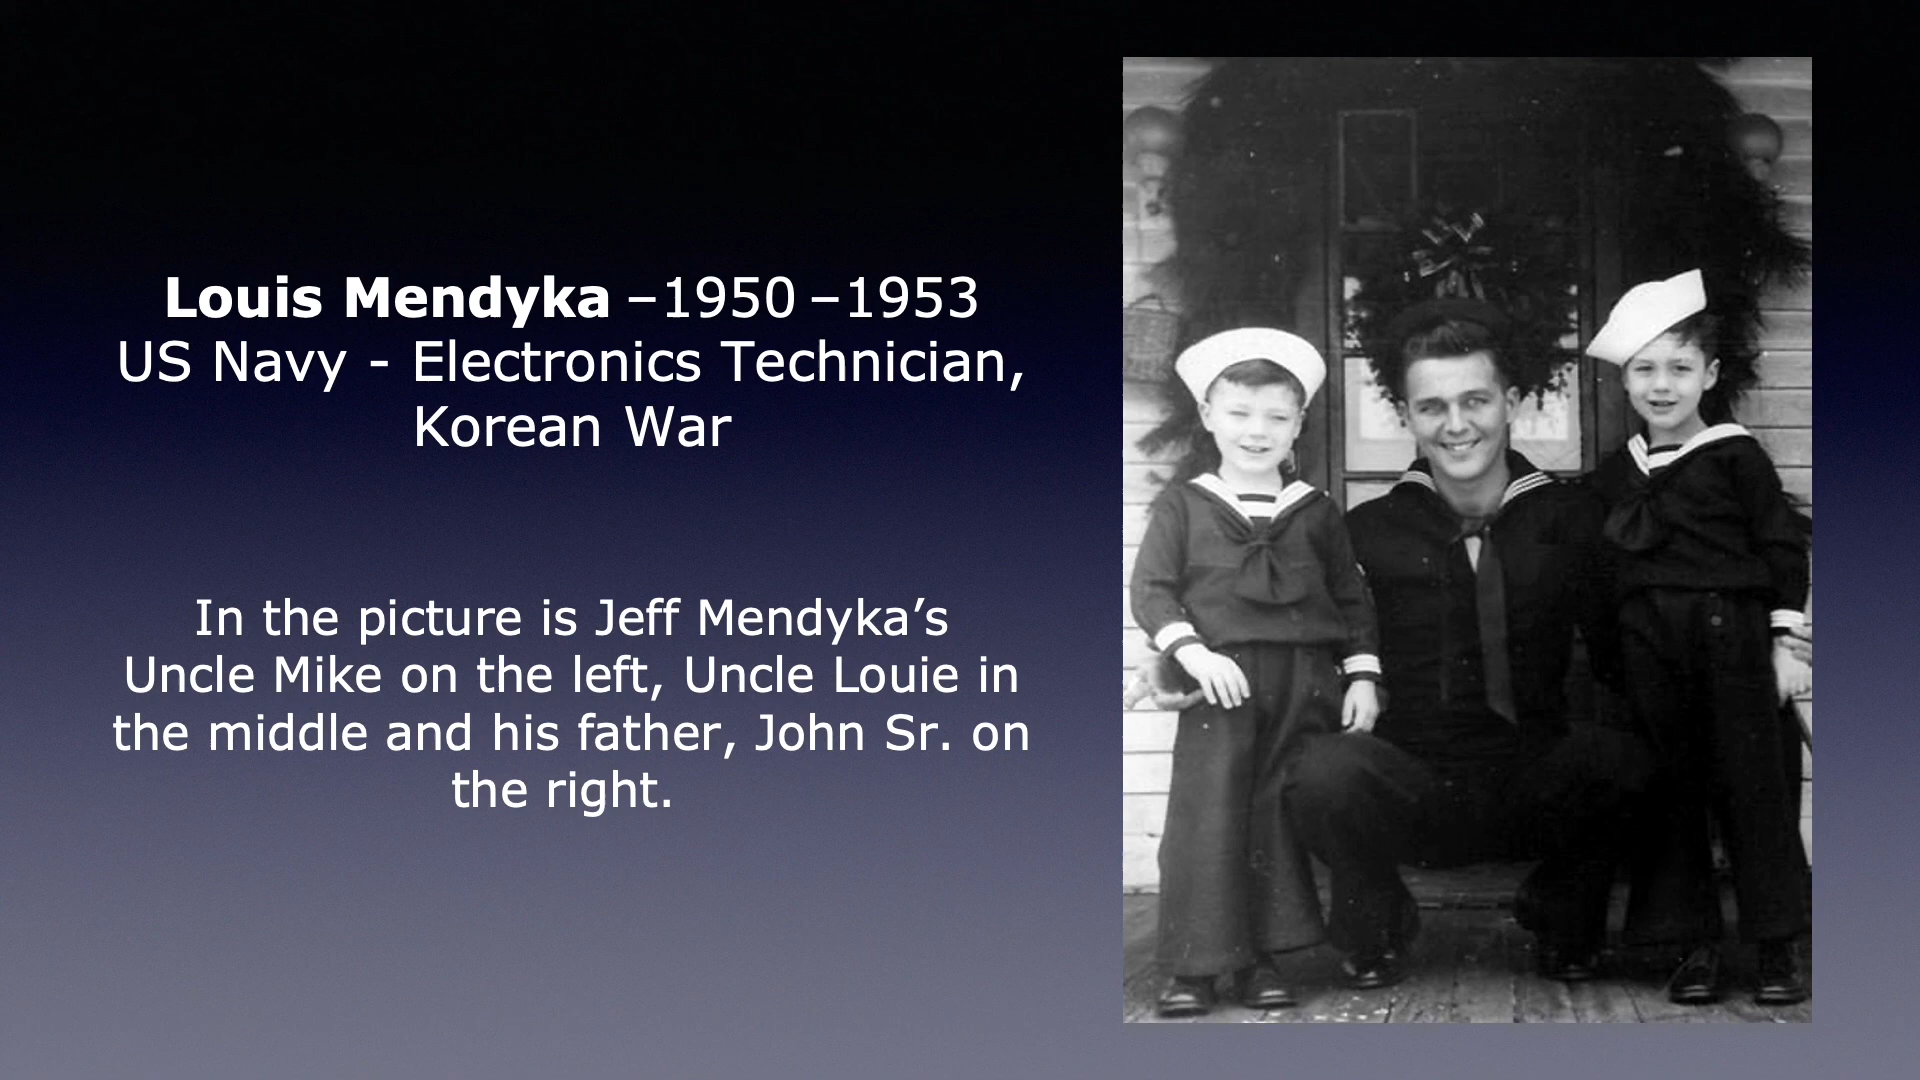 Louis Mendyka –1950 –1953
US Navy - Electronics Technician,
Korean War
In the picture is Jeff Mendyka’s
Uncle Mike on the left, Uncle Louie in
the middle and his father, John Sr. on
the right.